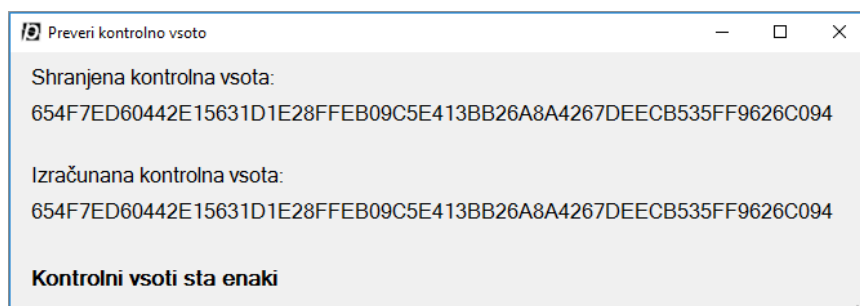 Preveri kontrolno vsoto
Shranjena kontrolna vsota:
654F7ED60442E15631D1E28FFEB09C5E413BB26A8A4267DEECB535FF9626C094
Izračunana kontrolna vsota:
654F7ED60442E15631D1E28FFEB09C5E413BB26A8A4267DEECB535FF9626C094
Kontrolni vsoti sta enaki